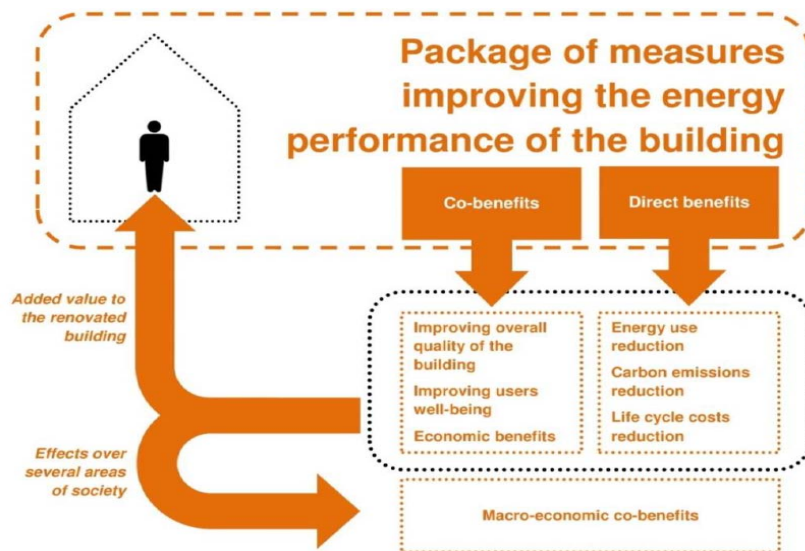 Package of measures
improving the energy
performance of the building
Co-benefits
Direct benefits
Added value to
the renovated
building
Improving overall
quality of the
building
Improving users
well-being
Economic benefits
Energy use
reduction
Carbon emissions
reduction
Life cycle costs
reduction
Effects over
several areas
of society
Macro-economic co-benefits